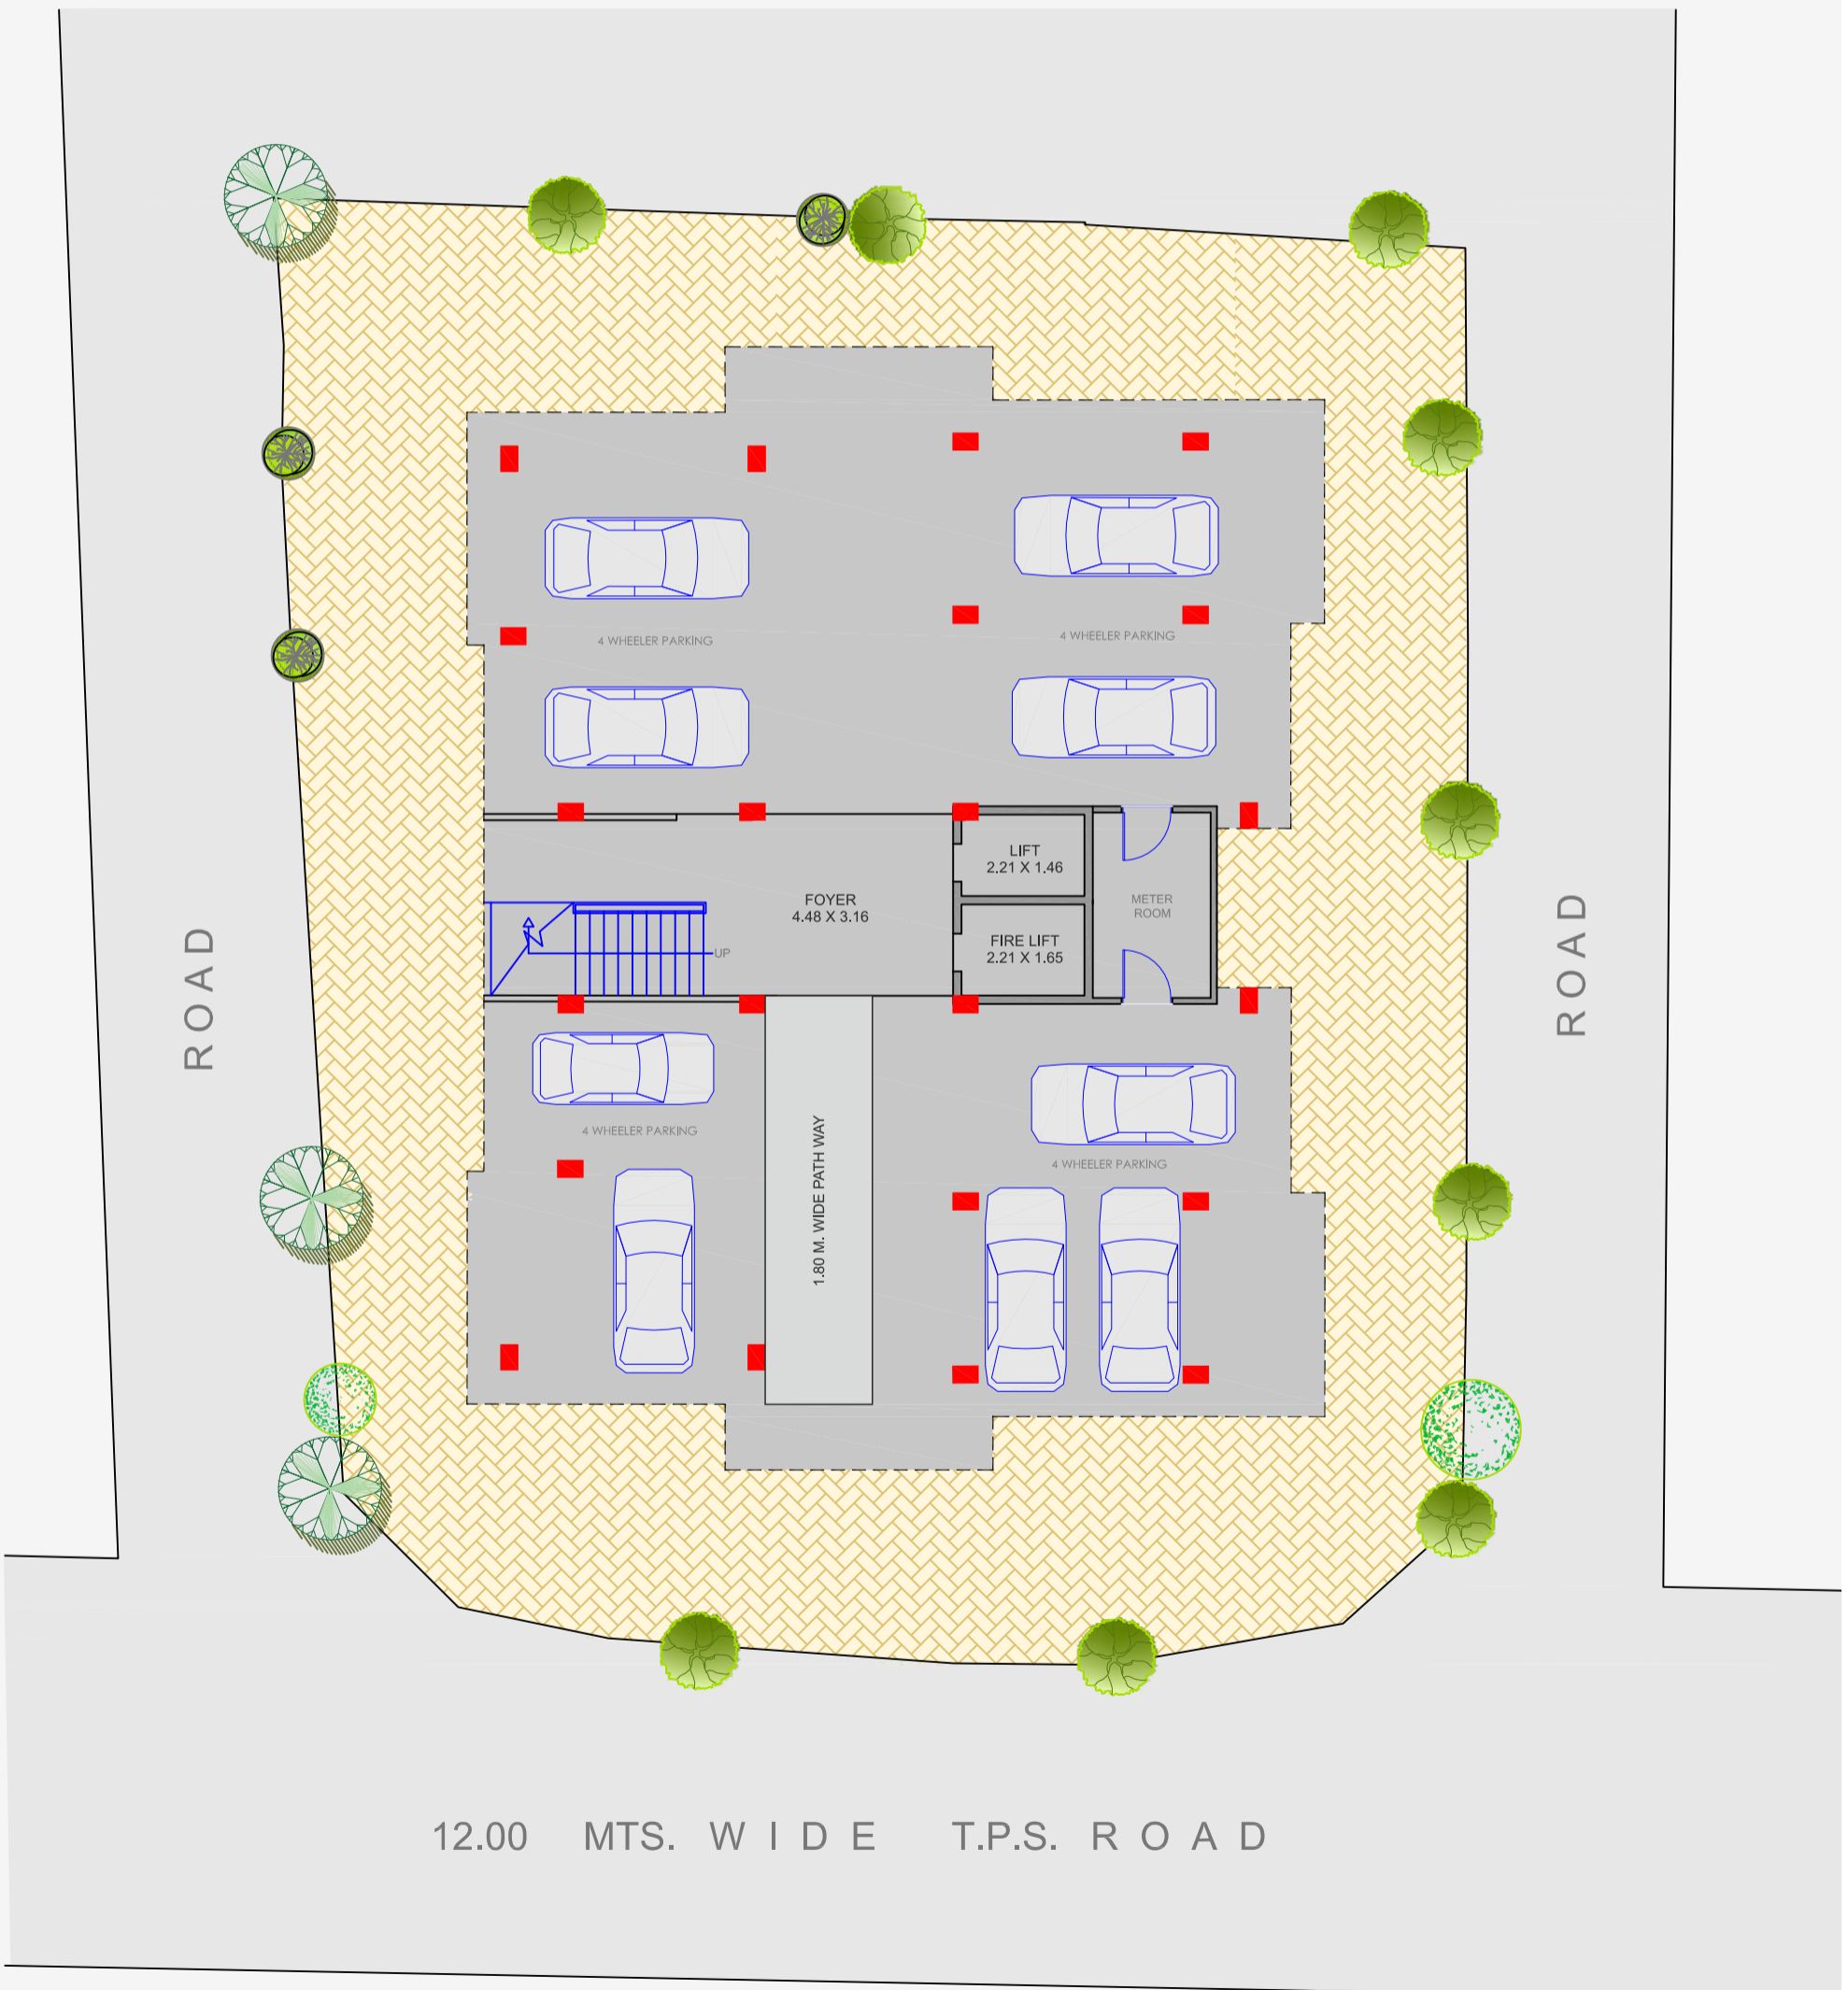 4 WHEELER PARKING
4 WHEELER PARKING
LIFT
2.21 X 1.46
FOYER
4.48 X 3.16
METER
ROOM
FIRE LIFT
2.21 X 1.65
UP
ROAD
ROAD
4 WHEELER PARKING
1.80 M. WIDE PATH WAY
4 WHEELER PARKING
12.00 MTS. WIDE T.P.S. ROAD